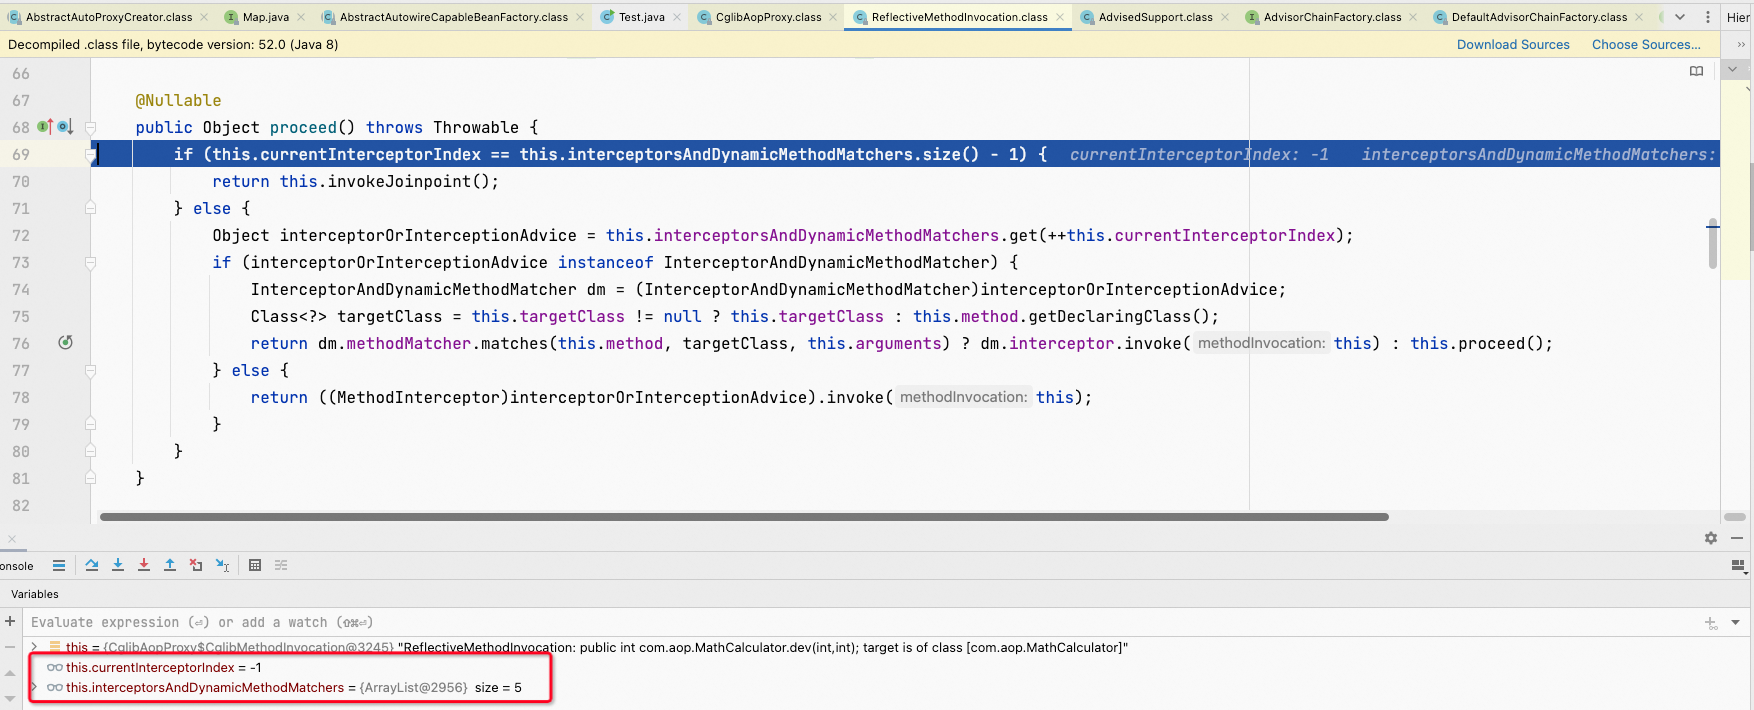 AbstractAutoProxyCreator.class Map.java AbstractAutowireCapableBeanFactory.class Test.java CglibAopProxy.class ReflectiveMethodInvocation.class AdvisedSupport.class AdvisorChainFactory.class DefaultAdvisorChainFactory.class Hier
Decompiled .class file, bytecode version: 52.0 (Java 8) Download Sources Choose Sources...
66
67 @Nullable
68 public Object proceed() throws Throwable {
69 if (this.currentInterceptorIndex == this.interceptorsAndDynamicMethodMatchers.size() - 1) { currentInterceptorIndex: -1 interceptorsAndDynamicMethodMatchers:
70 return this.invokeJoinpoint();
71 } else {
72 Object interceptorOrInterceptionAdvice = this.interceptorsAndDynamicMethodMatchers.get(++this.currentInterceptorIndex);
73 if (interceptorOrInterceptionAdvice instanceof InterceptorAndDynamicMethodMatcher) {
74 InterceptorAndDynamicMethodMatcher dm = (InterceptorAndDynamicMethodMatcher)interceptorOrInterceptionAdvice;
75 Class<?> targetClass = this.targetClass != null ? this.targetClass : this.method.getDeclaringClass();
76 return dm.methodMatcher.matches(this.method, targetClass, this.arguments) ? dm.interceptor.invoke( methodInvocation: this) : this.proceed();
77 } else {
78 return ((MethodInterceptor)interceptorOrInterceptionAdvice).invoke( methodInvocation: this);
79 }
80 }
81 }
82
onsole
Variables
Evaluate expression (⏎) or add a watch (⇧⌘⏎)
this = {CglibAopProxy$CglibMethodInvocation@3245} "ReflectiveMethodInvocation: public int com.aop.MathCalculator.dev(int,int); target is of class [com.aop.MathCalculator]"
this.currentInterceptorIndex = -1
this.interceptorsAndDynamicMethodMatchers = {ArrayList@2956} size = 5